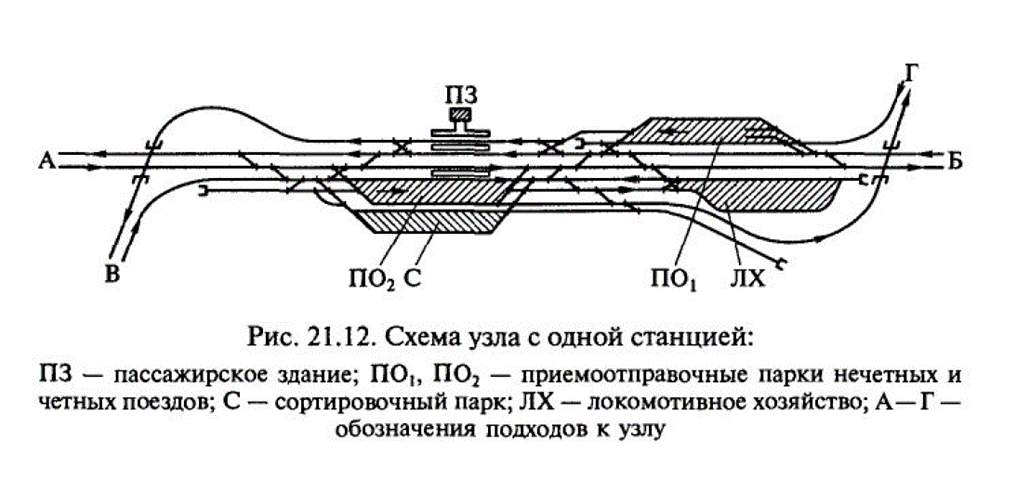 Г
ПЗ
А
Б
В
ПО₂ С
ПО₁
ЛХ
Рис. 21.12. Схема узла с одной станцией:
ПЗ — пассажирское здание; ПО₁, ПО₂ — приемоотправочные парки нечетных и
четных поездов; С — сортировочный парк; ЛХ — локомотивное хозяйство; А—Г —
обозначения подходов к узлу